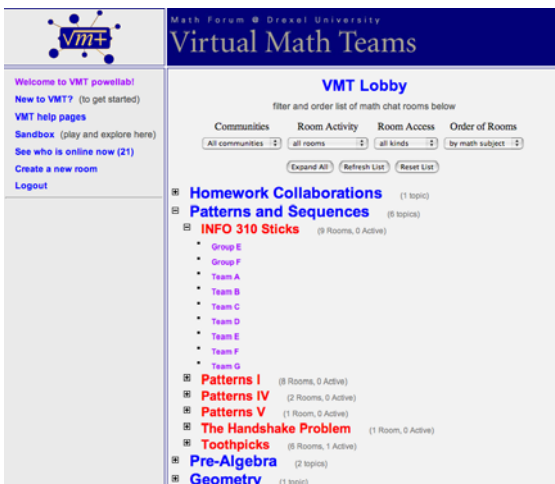 Math Forum @ Drexel University
Virtual Math Teams
√m+
Welcome to VMT powellab!
New to VMT? (to get started)
VMT help pages
Sandbox (play and explore here)
See who is online now (21)
Create a new room
Logout
VMT Lobby
filter and order list of math chat rooms below
Communities Room Activity Room Access Order of Rooms
All communities all rooms all kinds by math subject
Expand All Refresh List Reset List
Homework Collaborations (1 topic)
Patterns and Sequences (6 topics)
INFO 310 Sticks (9 Rooms, 0 Active)
Group E
Group F
Team A
Team B
Team C
Team D
Team E
Team F
Team G
Patterns I (8 Rooms, 0 Active)
Patterns IV (2 Rooms, 0 Active)
Patterns V (1 Room, 0 Active)
The Handshake Problem (1 Room, 0 Active)
Toothpicks (6 Rooms, 1 Active)
Pre-Algebra (2 topics)
Geometry (1 topic)